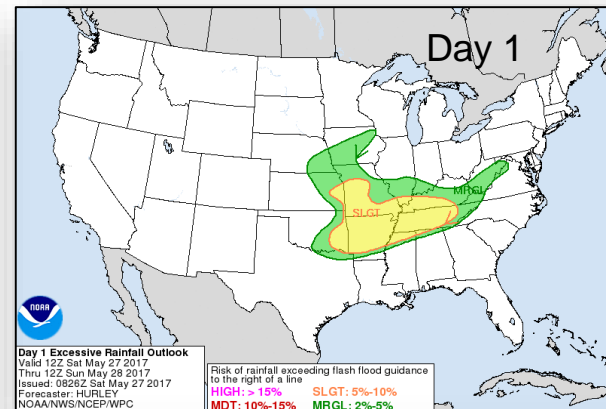 Day 1
MRGL
SLGT
NOAA
Day 1 Excessive Rainfall Outlook
Valid 12Z Sat May 27 2017
Thru 12Z Sun May 28 2017
Issued: 0826Z Sat May 27 2017
Forecaster: HURLEY
NOAA/NWS/NCEP/WPC
Risk of rainfall exceeding flash flood guidance
to the right of a line
HIGH: > 15% SLGT: 5%-10%
MDT: 10%-15% MRGL: 2%-5%